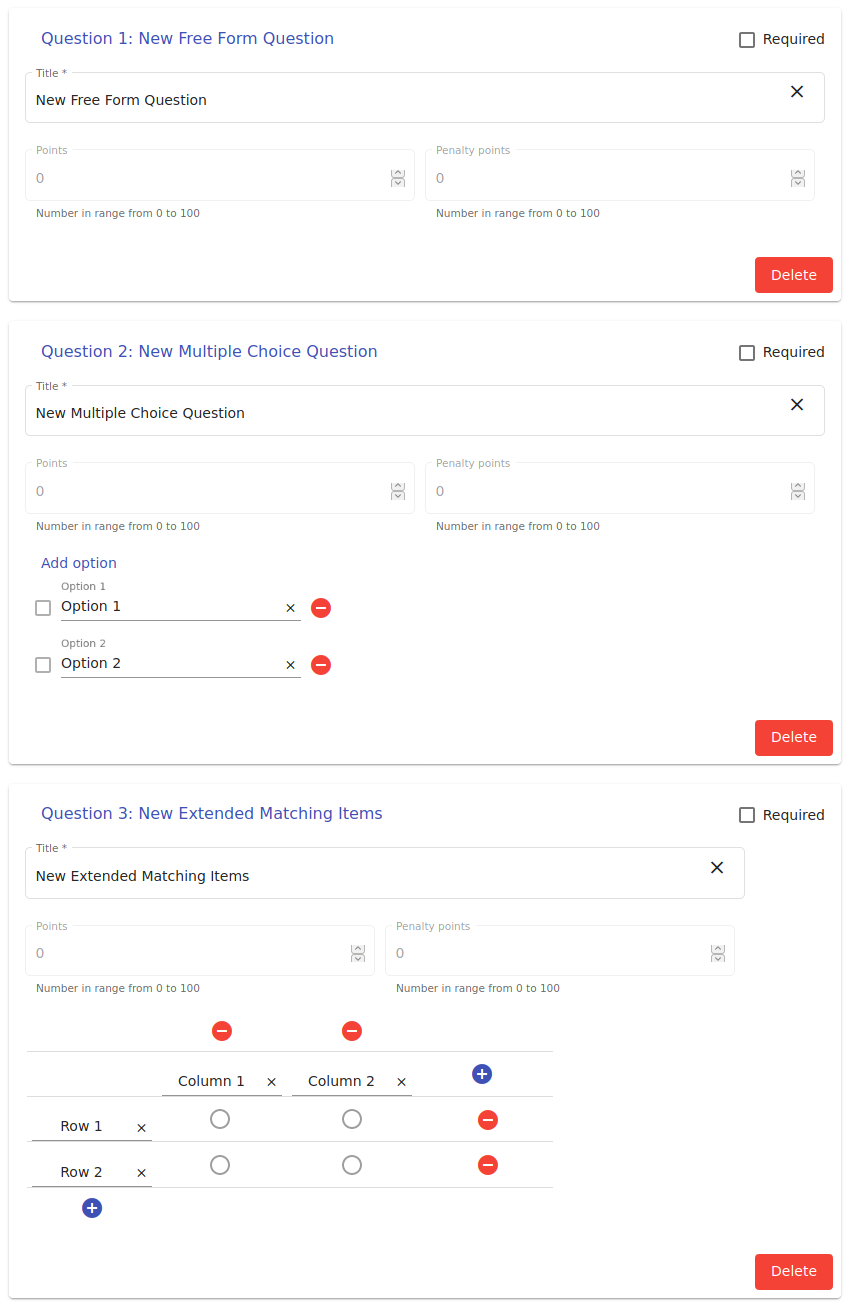 Question 1: New Free Form Question
Required
Title *
New Free Form Question
Points
Penalty points
0
0
Number in range from 0 to 100
Number in range from 0 to 100
Delete
Question 2: New Multiple Choice Question
Required
Title *
New Multiple Choice Question
Points
Penalty points
0
0
Number in range from 0 to 100
Number in range from 0 to 100
Add option
Option 1
Option 1
Option 2
Option 2
Delete
Question 3: New Extended Matching Items
Required
Title *
New Extended Matching Items
Points
Penalty points
0
0
Number in range from 0 to 100
Number in range from 0 to 100
Column 1
Column 2
Row 1
Row 2
Delete